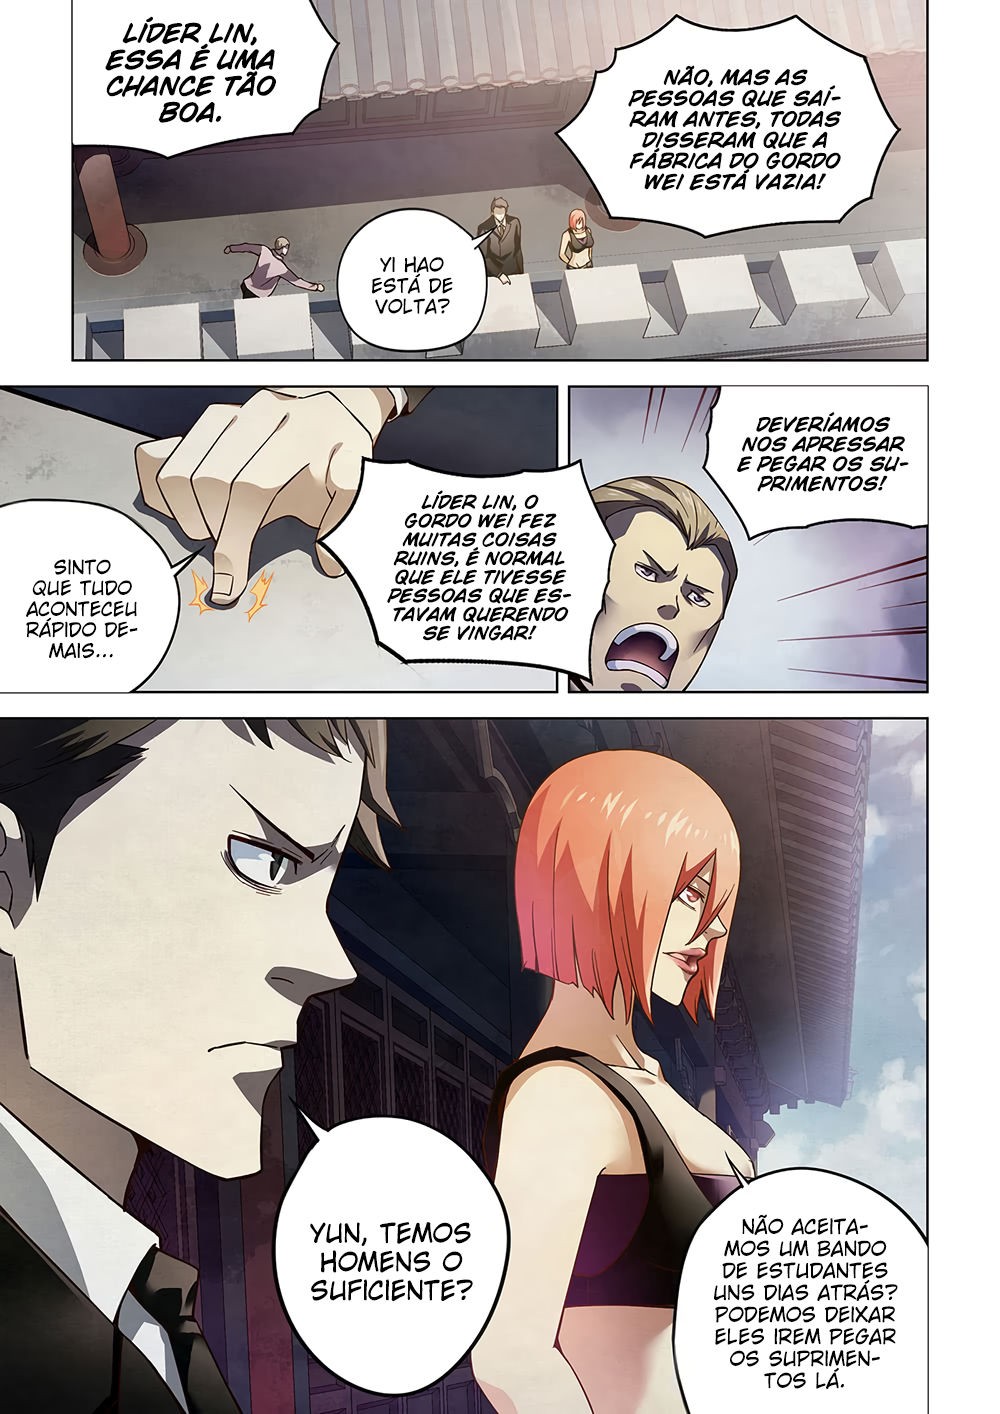 LÍDER LIN,
ESSA É UMA
CHANCE TÃO
BOA.
YI HAO
ESTÁ DE
VOLTA?
NÃO, MAS AS
PESSOAS QUE SAÍ-
RAM ANTES, TODAS
DISSERAM QUE A
FÁBRICA DO GORDO
WEI ESTÁ VAZIA!
SINTO
QUE TUDO
ACONTECEU
RÁPIDO DE-
MAIS...
LÍDER LIN, O
GORDO WEI FEZ
MUITAS COISAS
RUINS, É NORMAL
QUE ELE TIVESSE
PESSOAS QUE ES-
TAVAM QUERENDO
SE VINGAR!
DEVERÍAMOS
NOS APRESSAR
E PEGAR OS SU-
PRIMENTOS!
YUN, TEMOS
HOMENS O
SUFICIENTE?
NÃO ACEITA-
MOS UM BANDO
DE ESTUDANTES
UNS DIAS ATRÁS?
PODEMOS DEIXAR
ELES IREM PEGAR
OS SUPRIMEN-
TOS LÁ.